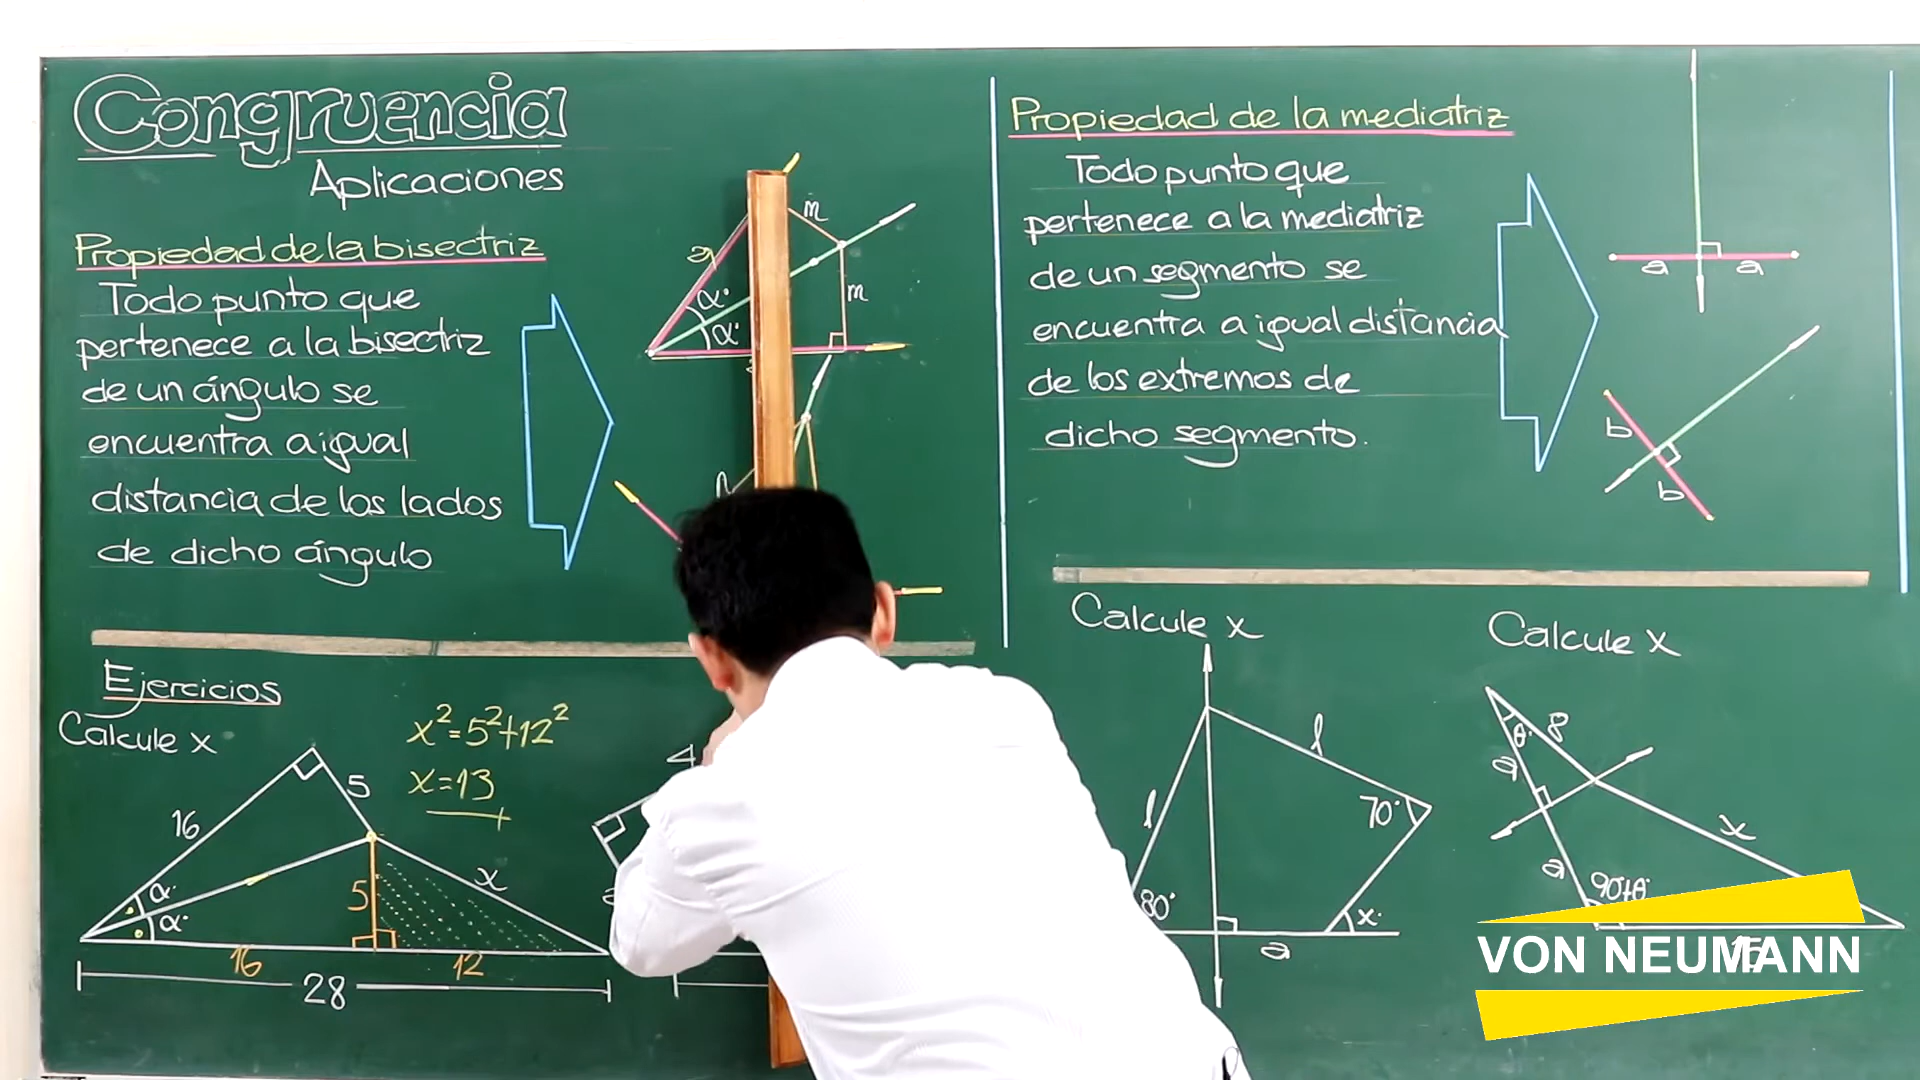 Congruencia
Aplicaciones
Propiedad de la bisectriz
Todo punto que
pertenece a la bisectriz
de un ángulo se
encuentra a igual
distancia de los lados
de dicho ángulo
a
m
m
α°
α°
Propiedad de la mediatriz
Todo punto que
pertenece a la mediatriz
de un segmento se
encuentra a igual distancia
de los extremos de
dicho segmento.
a a
b
b
Ejercicios
Calcule x
x²=5²+12²
x=13
16
5
α°
α°
5
x
16
12
28
4
Calcule x
l
l
70°
80°
x°
a
Calcule x
θ°
8
a
x
a
90+θ°
15
VON NEUMANN